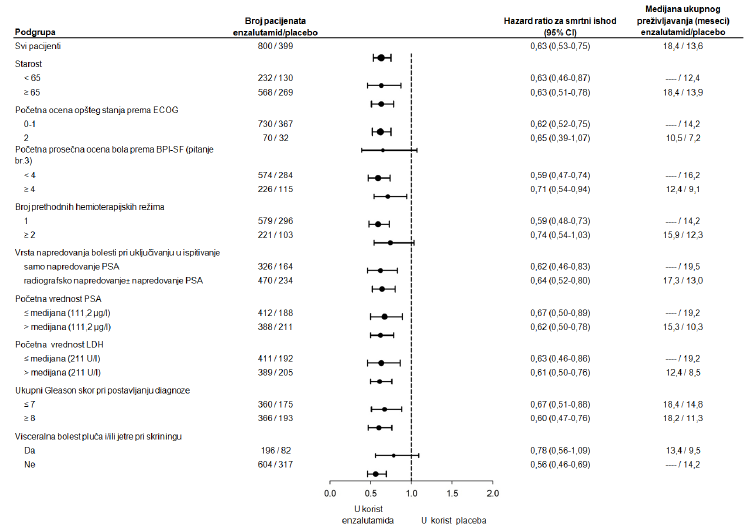 Podgrupa Broj pacijenata enzalutamid/placebo Hazard ratio za smrtni ishod (95% CI) Medijana ukupnog preživljavanja (meseci) enzalutamid/placebo
Svi pacijenti 800 / 399 0,63 (0,53-0,75) 18,4 / 13,6
Starost
< 65 232 / 130 0,63 (0,46-0,87) ---- / 12,4
≥ 65 568 / 269 0,63 (0,51-0,78) 18,4 / 13,9
Početna ocena opšteg stanja prema ECOG
0-1 730 / 367 0,62 (0,52-0,75) ---- / 14,2
2 70 / 32 0,65 (0,39-1,07) 10,5 / 7,2
Početna prosečna ocena bola prema BPI-SF (pitanje
br.3)
< 4 574 / 284 0,59 (0,47-0,74) ---- / 16,2
≥ 4 226 / 115 0,71 (0,54-0,94) 12,4 / 9,1
Broj prethodnih hemioterapijskih režima
1 579 / 296 0,59 (0,48-0,73) ---- / 14,2
≥ 2 221 / 103 0,74 (0,54-1,03) 15,9 / 12,3
Vrsta napredovanja bolesti pri uključivanju u ispitivanje
samo napredovanje PSA 326 / 164 0,62 (0,46-0,83) ---- / 19,5
radiografsko napredovanje± napredovanje PSA 470 / 234 0,64 (0,52-0,80) 17,3 / 13,0
Početna vrednost PSA
≤ medijana (111,2 µg/l) 412 / 188 0,67 (0,50-0,89) ---- / 19,2
> medijana (111,2 µg/l) 388 / 211 0,62 (0,50-0,78) 15,3 / 10,3
Početna vrednost LDH
≤ medijana (211 U/l) 411 / 192 0,63 (0,46-0,86) ---- / 19,2
> medijana (211 U/l) 389 / 205 0,61 (0,50-0,76) 12,4 / 8,5
Ukupni Gleason skor pri postavljanju diagnoze
≤ 7 360 / 175 0,67 (0,51-0,88) 18,4 / 14,8
≥ 8 366 / 193 0,60 (0,47-0,76) 18,2 / 11,3
Visceralna bolest pluća i/ili jetre pri skriningu
Da 196 / 82 0,78 (0,56-1,09) 13,4 / 9,5
Ne 604 / 317 0,56 (0,46-0,69) ---- / 14,2
0.0 0.5 1.0 1.5 2.0
U korist
enzalutamida U korist placeba